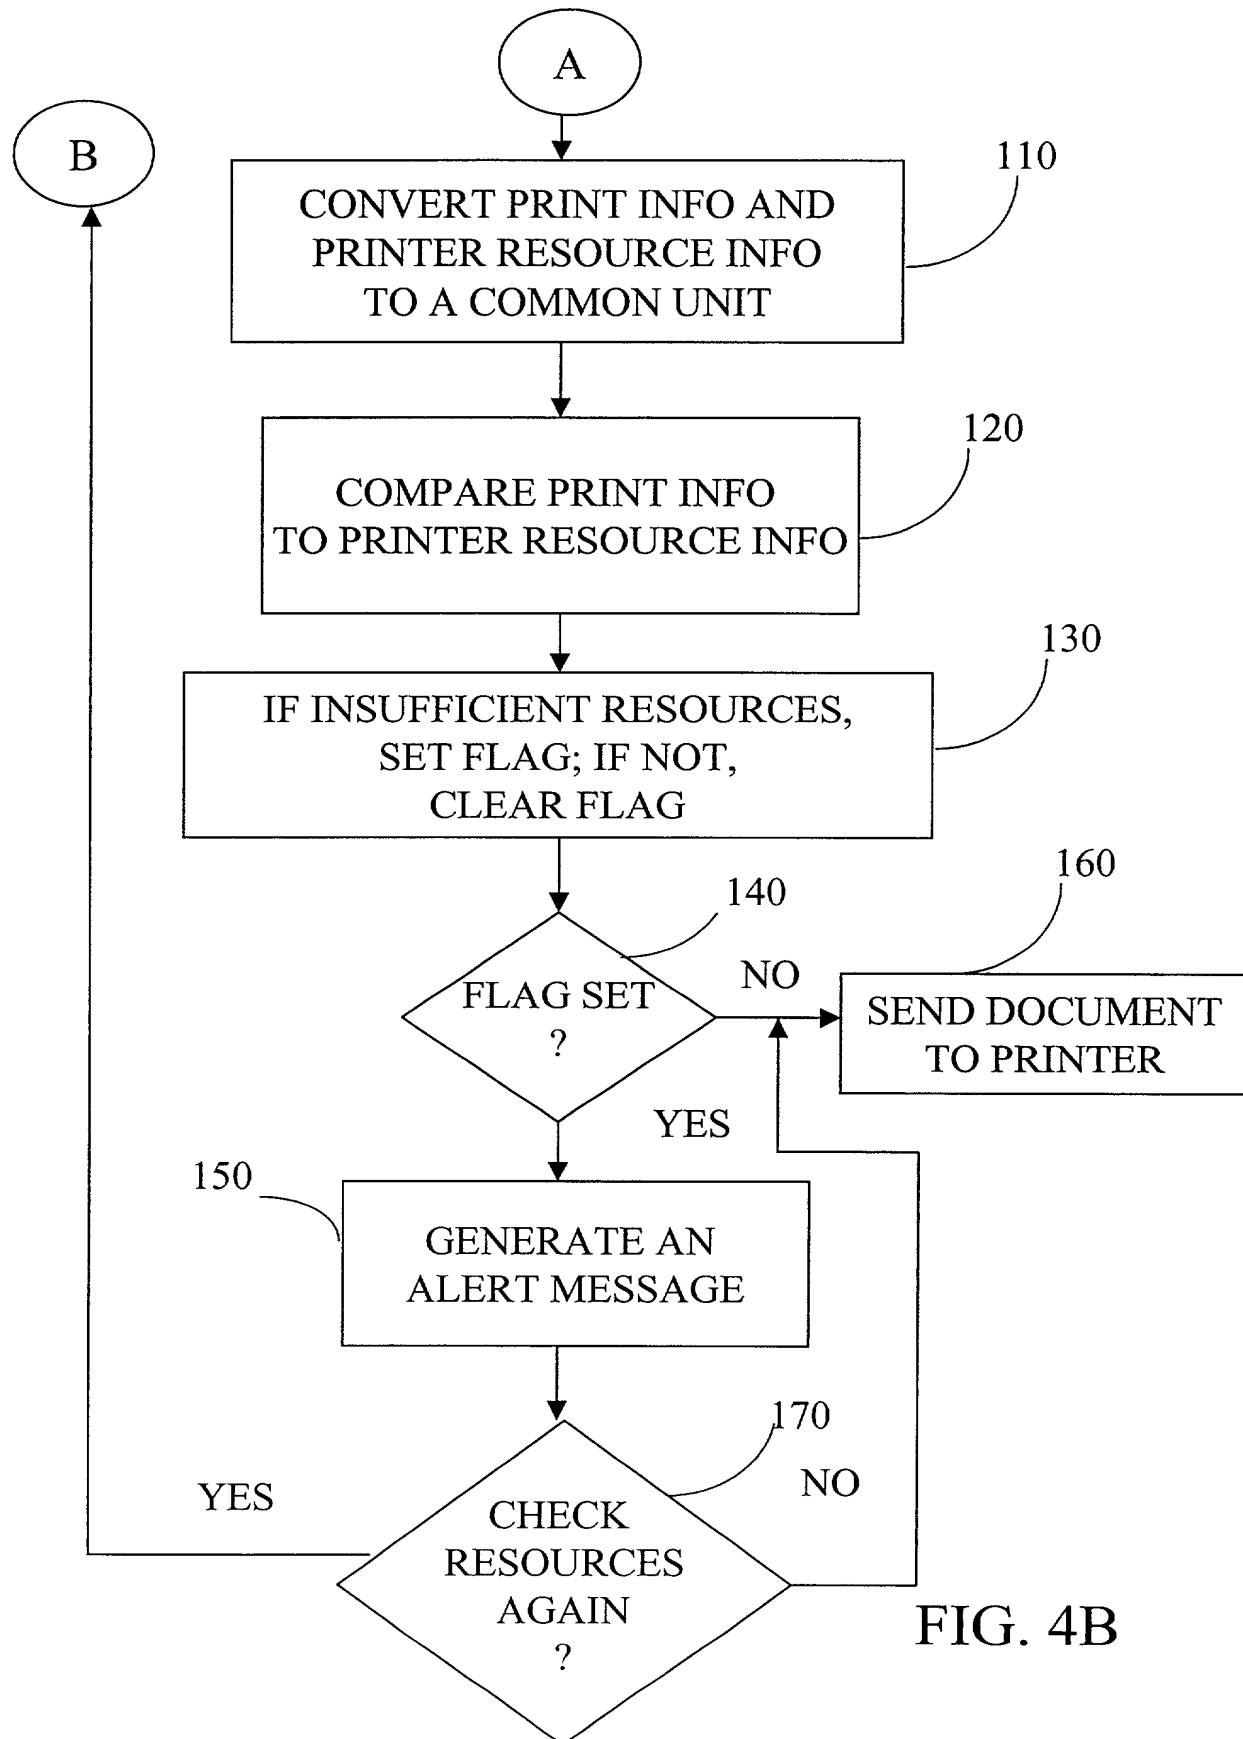 A
B
110
CONVERT PRINT INFO AND
PRINTER RESOURCE INFO
TO A COMMON UNIT
120
COMPARE PRINT INFO
TO PRINTER RESOURCE INFO
130
IF INSUFFICIENT RESOURCES,
SET FLAG; IF NOT,
CLEAR FLAG
140
160
FLAG SET
?
NO
SEND DOCUMENT
TO PRINTER
YES
150
GENERATE AN
ALERT MESSAGE
170
YES
NO
CHECK
RESOURCES
AGAIN
?
FIG. 4B